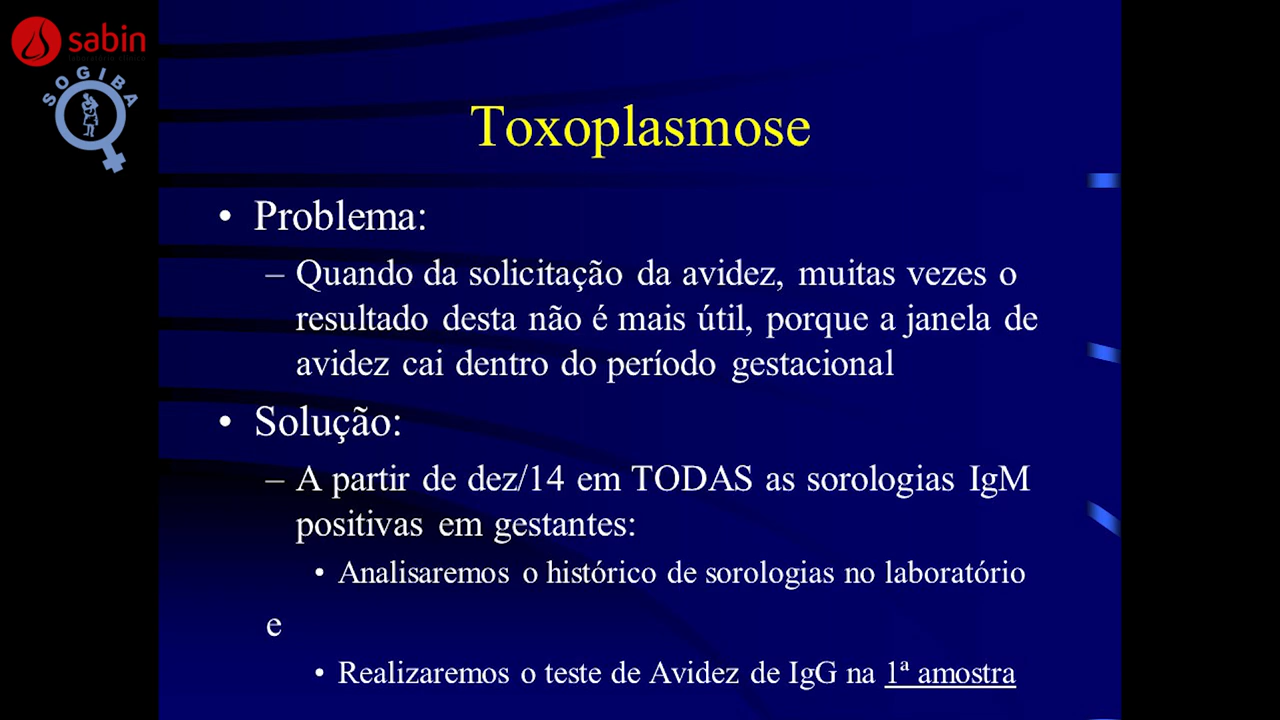 sabin
SOGIBA
Toxoplasmose
• Problema:
– Quando da solicitação da avidez, muitas vezes o
resultado desta não é mais útil, porque a janela de
avidez cai dentro do período gestacional
• Solução:
– A partir de dez/14 em TODAS as sorologias IgM
positivas em gestantes:
• Analisaremos o histórico de sorologias no laboratório
e
• Realizaremos o teste de Avidez de IgG na 1ª amostra